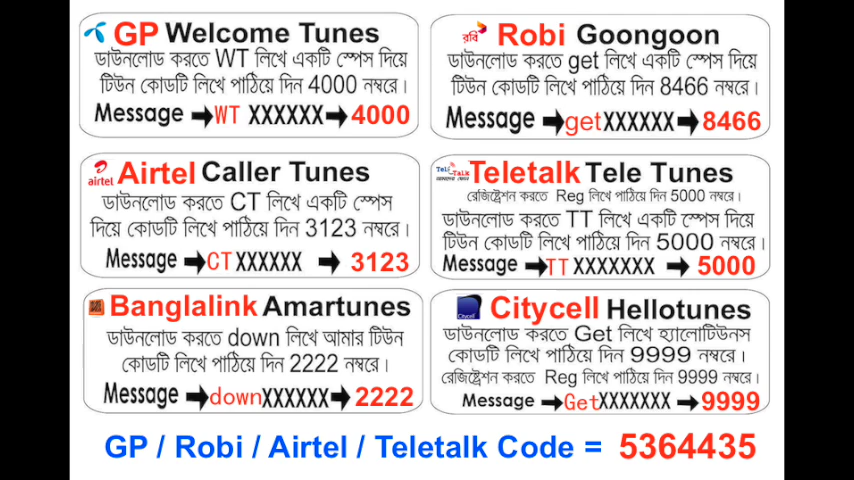 GP Welcome Tunes
ডাউনলোড করতে WT লিখে একটি স্পেস দিয়ে
টিউন কোডটি লিখে পাঠিয়ে দিন 4000 নম্বরে।
Message WT XXXXXX 4000
রবি Robi Goongoon
ডাউনলোড করতে get লিখে একটি স্পেস দিয়ে
টিউন কোডটি লিখে পাঠিয়ে দিন 8466 নম্বরে।
Message getXXXXXX 8466
airtel Airtel Caller Tunes
ডাউনলোড করতে CT লিখে একটি স্পেস
দিয়ে কোডটি লিখে পাঠিয়ে দিন 3123 নম্বরে।
Message CT XXXXXX 3123
TeleTalk Teletalk Tele Tunes
রেজিষ্ট্রেশন করতে Reg লিখে পাঠিয়ে দিন 5000 নম্বরে।
ডাউনলোড করতে TT লিখে একটি স্পেস দিয়ে
টিউন কোডটি লিখে পাঠিয়ে দিন 5000 নম্বরে।
Message TT XXXXXXX 5000
Banglalink Amartunes
ডাউনলোড করতে down লিখে আমার টিউন
কোডটি লিখে পাঠিয়ে দিন 2222 নম্বরে।
Message downXXXXXX 2222
Citycell Citycell Hellotunes
ডাউনলোড করতে Get লিখে হ্যালোটিউনস
কোডটি লিখে পাঠিয়ে দিন 9999 নম্বরে।
রেজিষ্ট্রেশন করতে Reg লিখে পাঠিয়ে দিন 9999 নম্বরে।
Message GetXXXXXXX 9999
GP / Robi / Airtel / Teletalk Code = 5364435